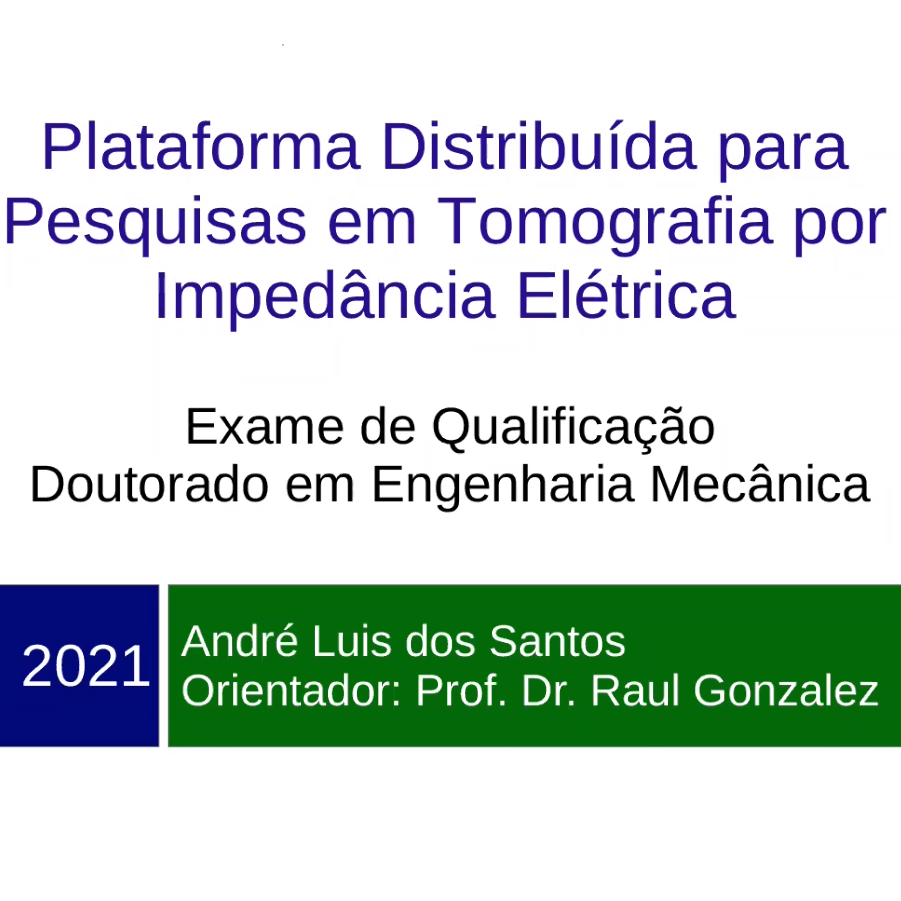 Plataforma Distribuída para
Pesquisas em Tomografia por
Impedância Elétrica
Exame de Qualificação
Doutorado em Engenharia Mecânica
2021
André Luis dos Santos
Orientador: Prof. Dr. Raul Gonzalez